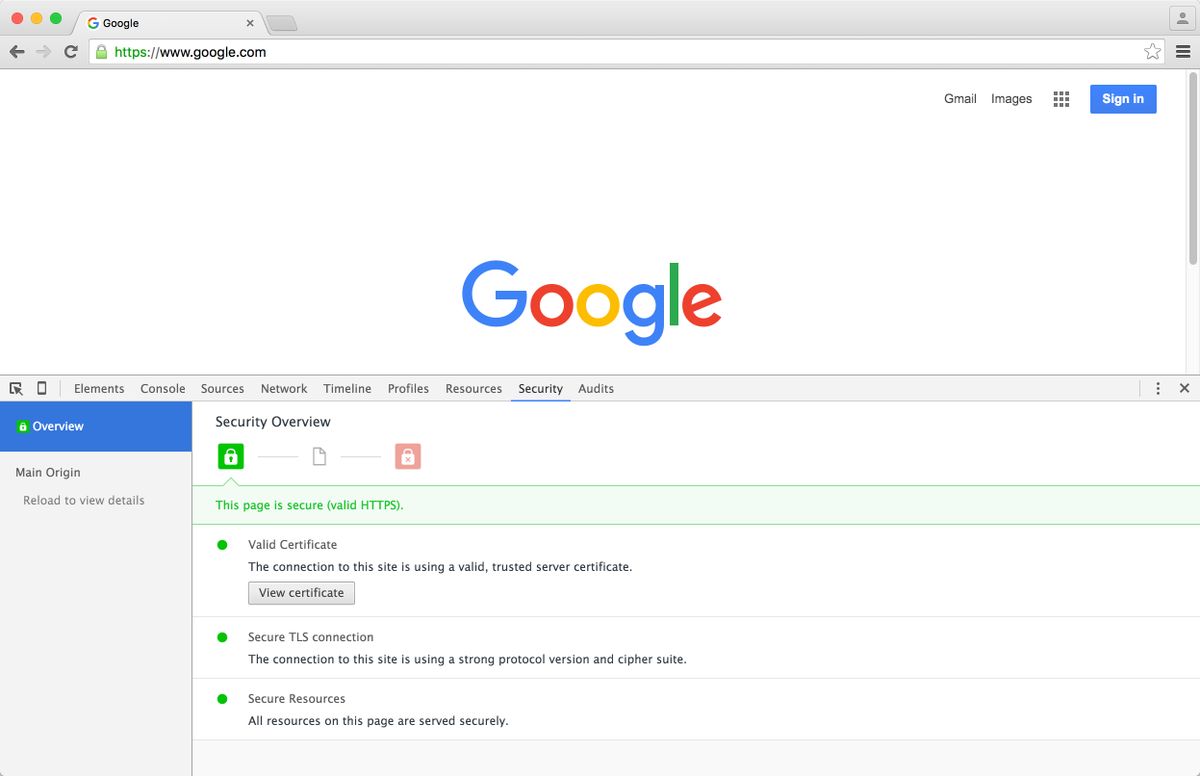 Google
https://www.google.com
Gmail Images Sign in
Google
Elements Console Sources Network Timeline Profiles Resources Security Audits
Overview
Main Origin
Reload to view details
Security Overview
This page is secure (valid HTTPS).
Valid Certificate
The connection to this site is using a valid, trusted server certificate.
View certificate
Secure TLS connection
The connection to this site is using a strong protocol version and cipher suite.
Secure Resources
All resources on this page are served securely.